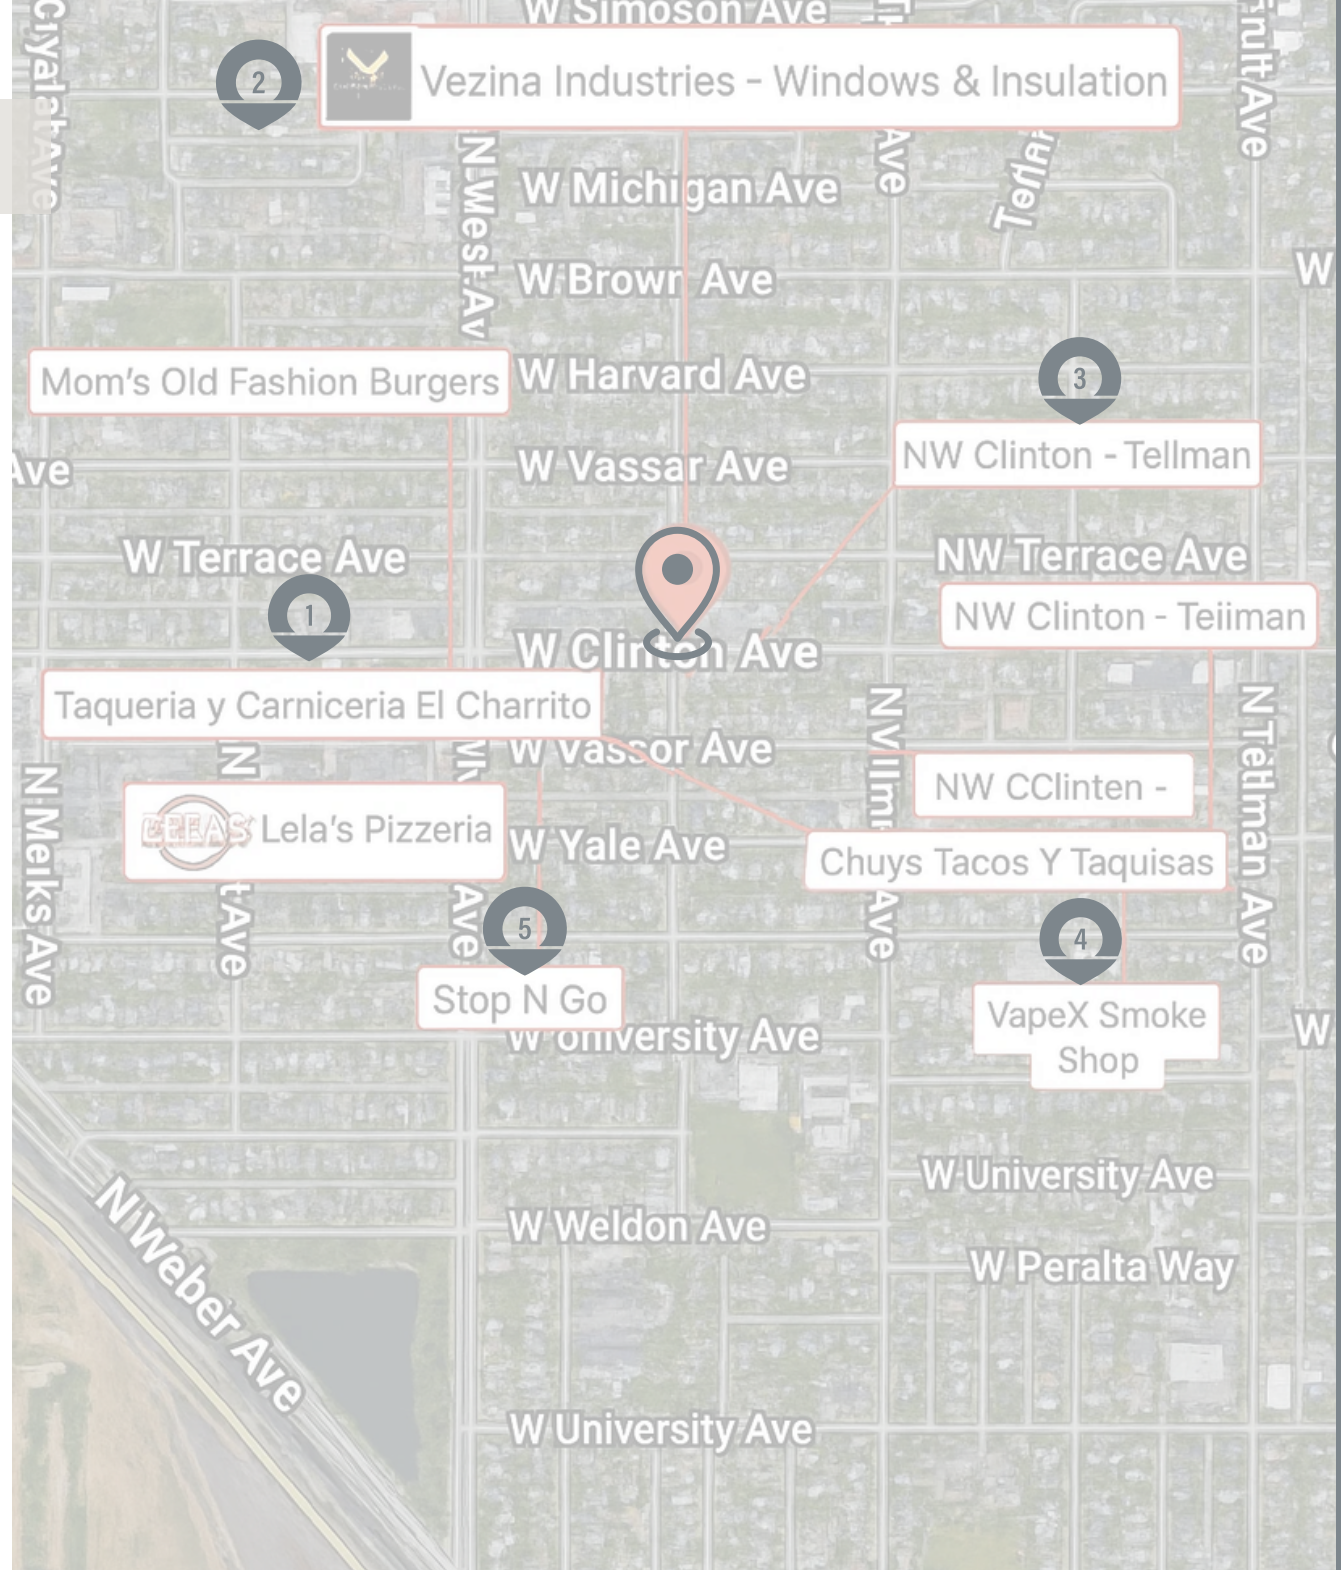 W Simoson Ave
2
Vezina Industries - Windows & Insulation
W Michigan Ave
W Brown Ave
Mom's Old Fashion Burgers
W Harvard Ave
3
NW Clinton - Tellman
Ave
W Vassar Ave
W Terrace Ave
NW Terrace Ave
1
NW Clinton - Teiiman
W Clinton Ave
Taqueria y Carniceria El Charrito
W Vassor Ave
NW CClinten -
Lela's Pizzeria
W Yale Ave
Chuys Tacos Y Taquisas
N Meiks Ave
N
t Ave
Ave
Ave
N Tellman Ave
5
4
Stop N Go
VapeX Smoke
Shop
W University Ave
W
W University Ave
N Weber Ave
W Weldon Ave
W Peralta Way
W University Ave